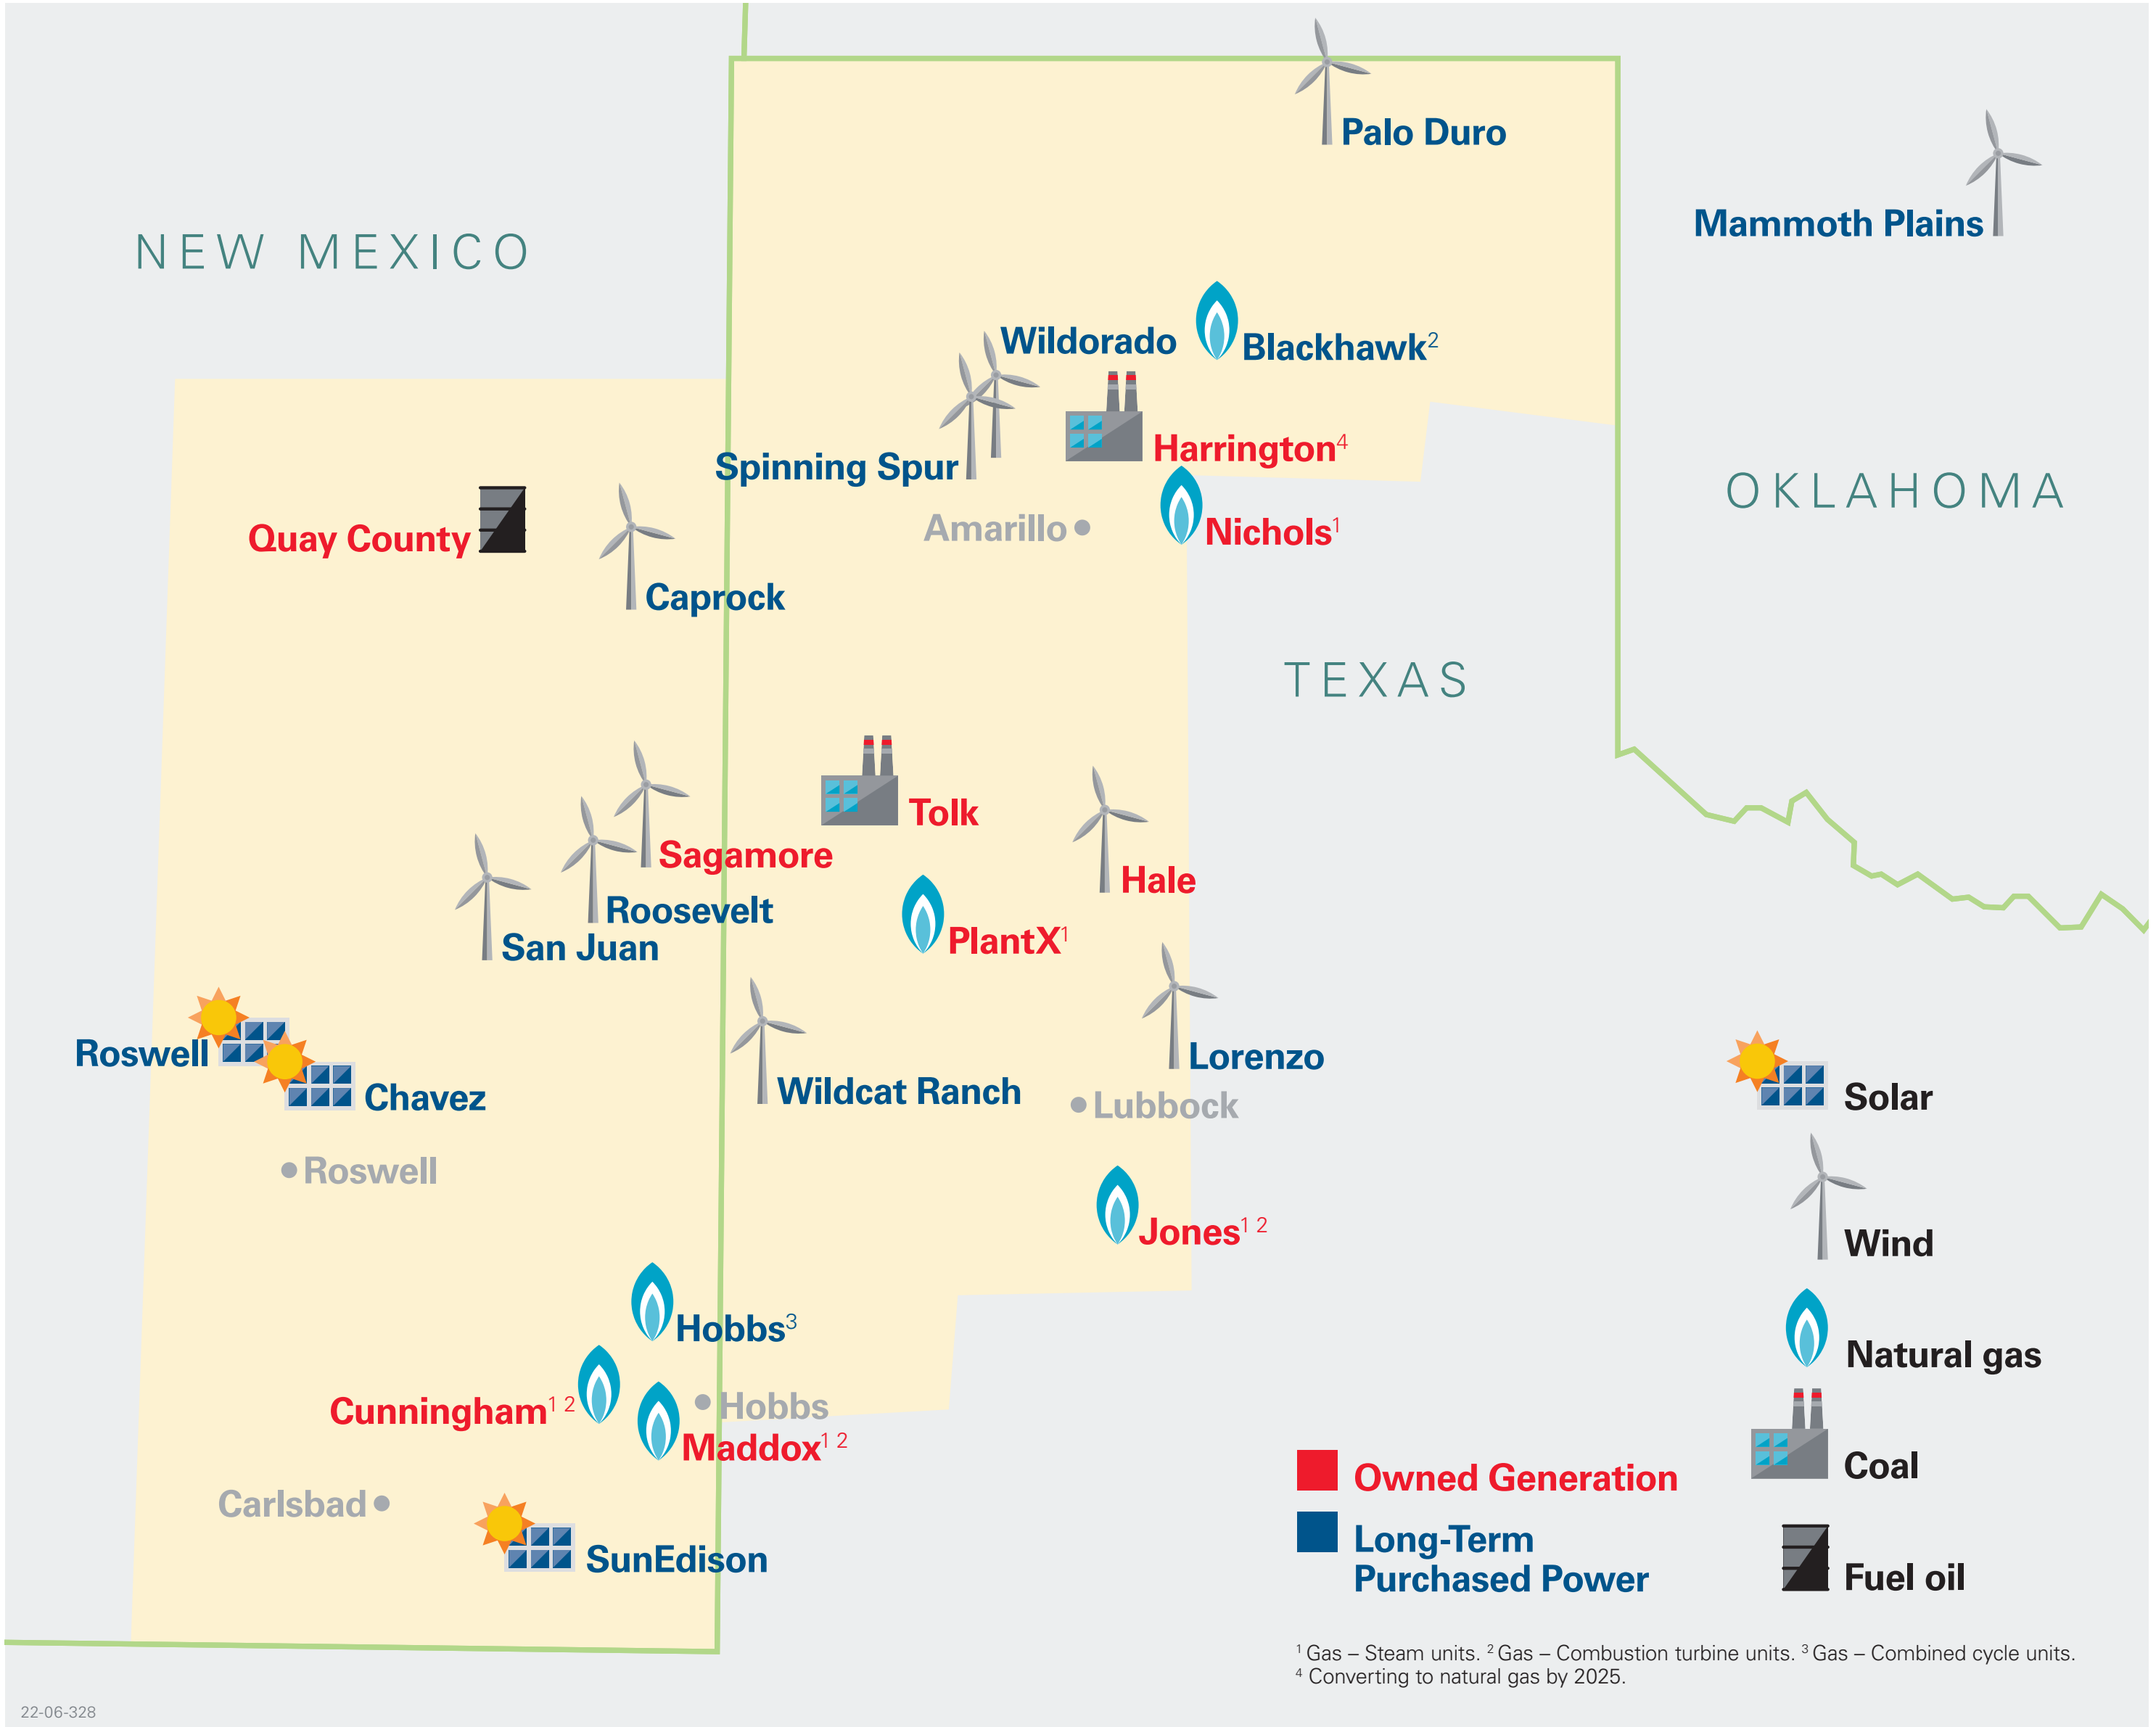 Palo Duro
Mammoth Plains
NEW MEXICO
Wildorado
Blackhawk²
Harrington⁴
Spinning Spur
OKLAHOMA
Quay County
Amarillo
Nichols¹
Caprock
TEXAS
Tolk
Sagamore
Hale
Roosevelt
PlantX¹
San Juan
Roswell
Lorenzo
Chavez
Wildcat Ranch
Lubbock
Solar
Roswell
Jones¹ ²
Wind
Hobbs³
Natural gas
Cunningham¹ ²
Hobbs
Maddox¹ ²
Owned Generation
Coal
Carlsbad
SunEdison
Long-Term
Purchased Power
Fuel oil
¹ Gas – Steam units. ² Gas – Combustion turbine units. ³ Gas – Combined cycle units.
⁴ Converting to natural gas by 2025.
22-06-328